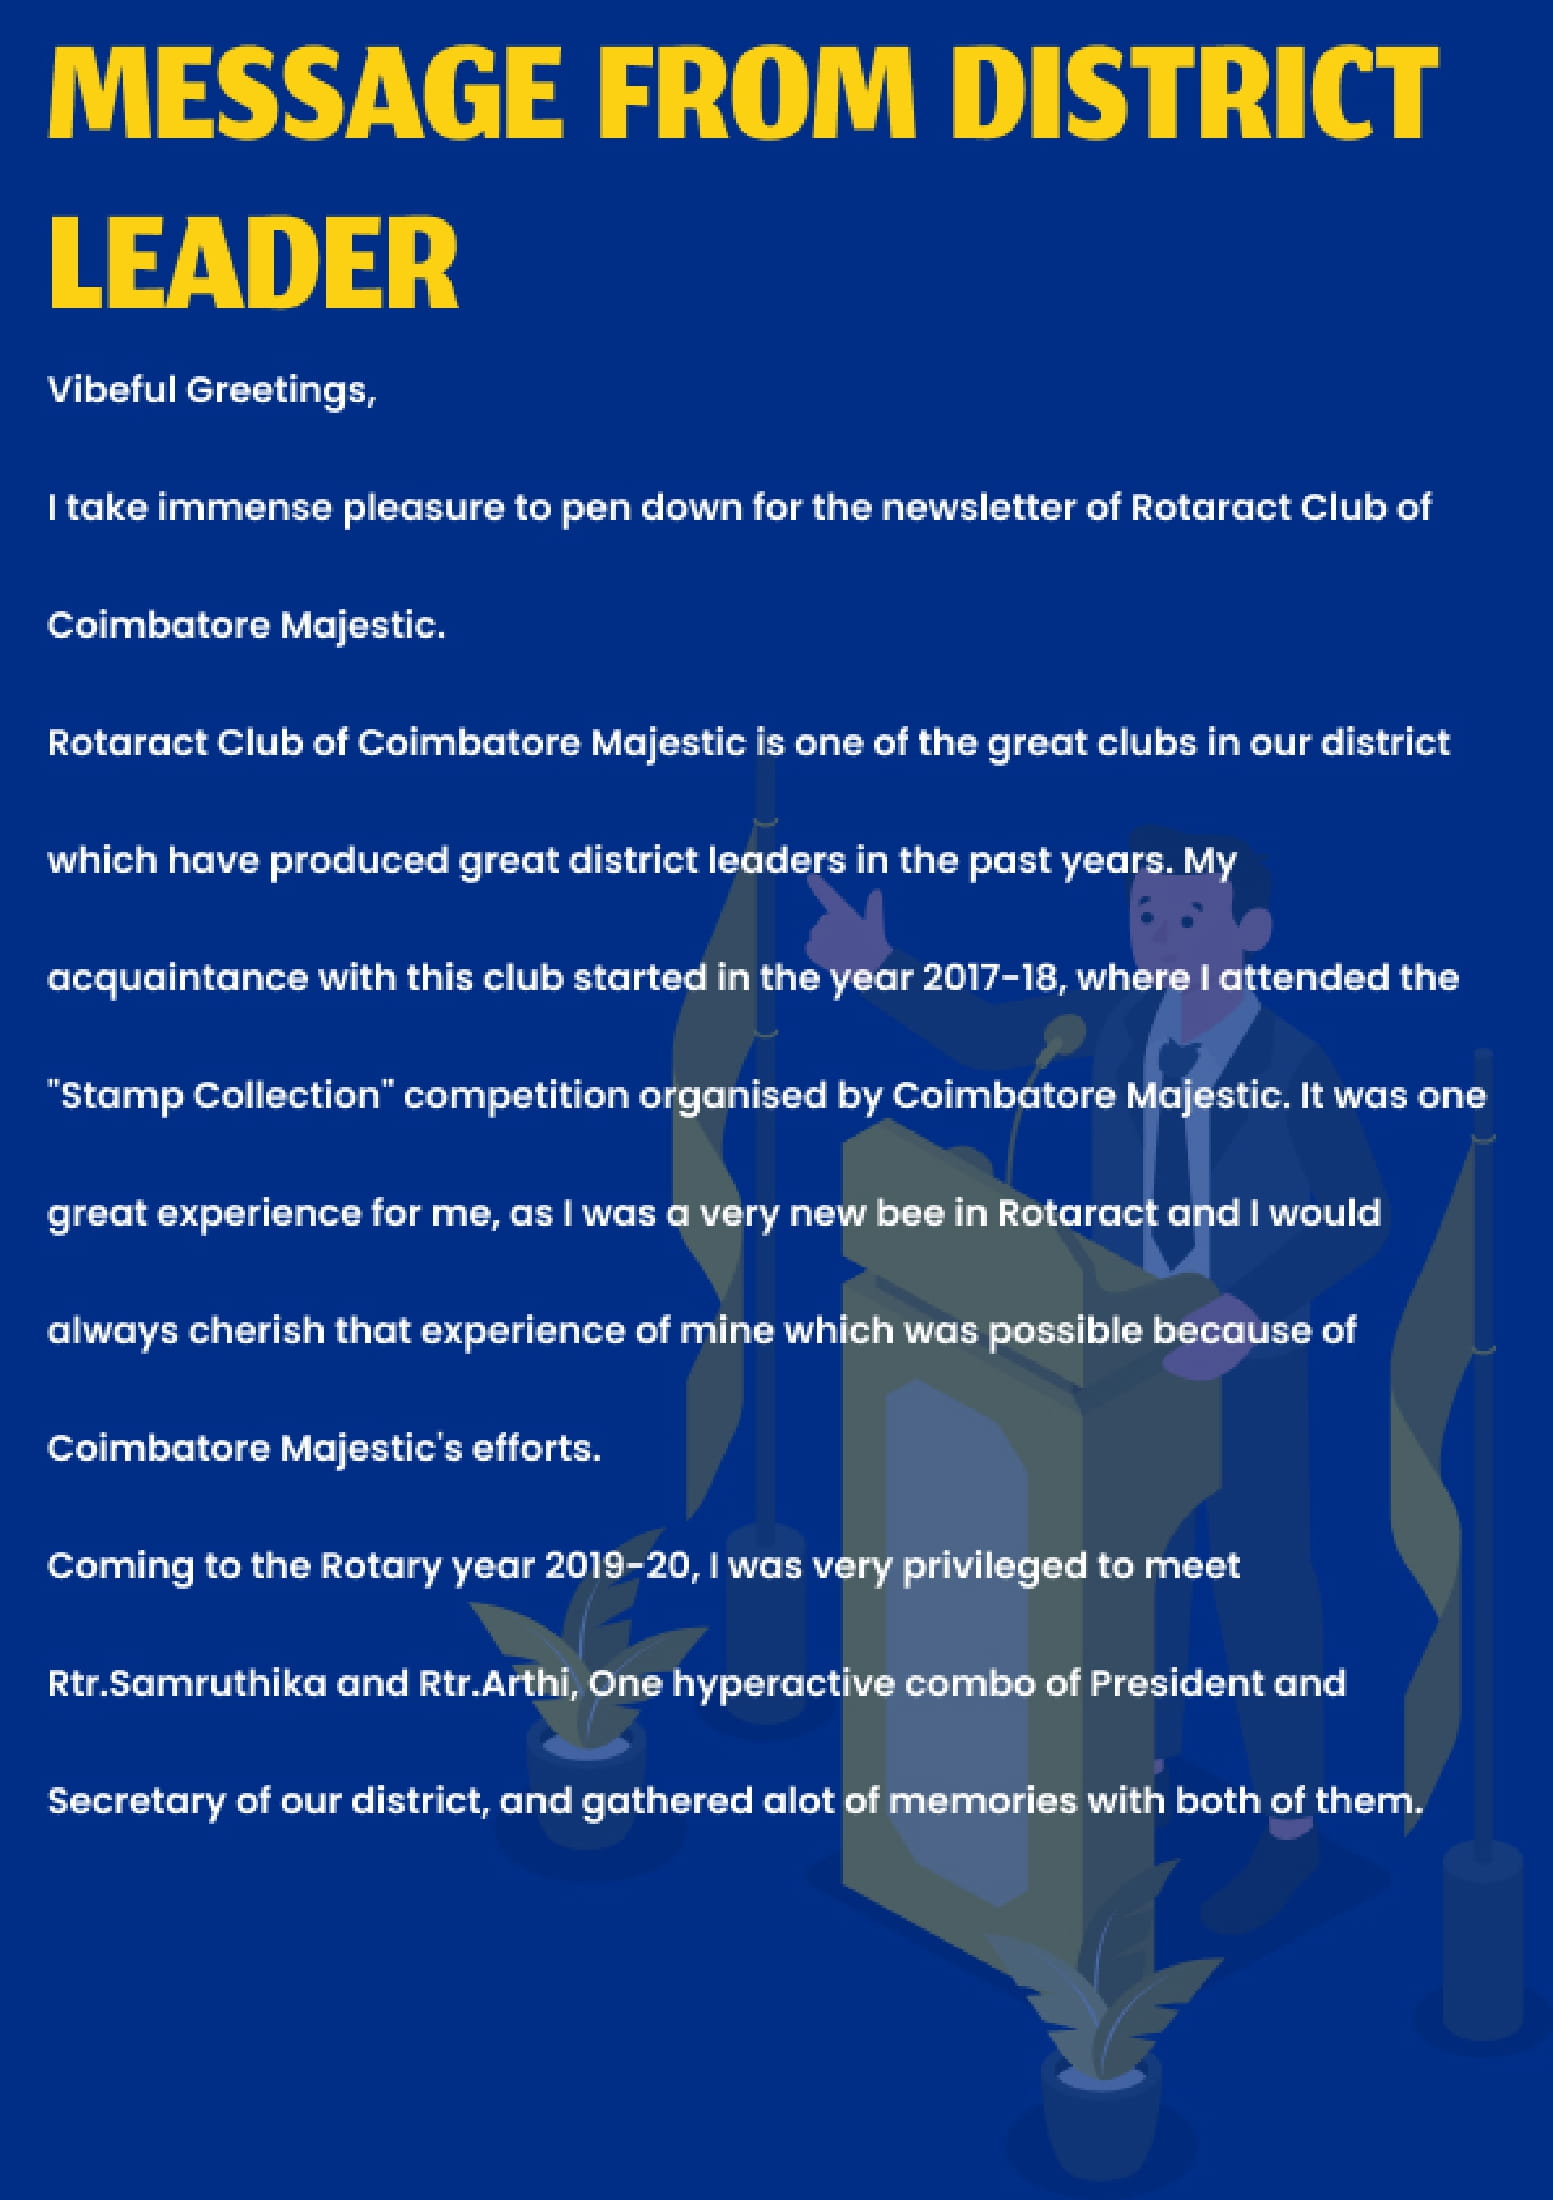 MESSAGE FROM DISTRICT
LEADER
Vibeful Greetings,
I take immense pleasure to pen down for the newsletter of Rotaract Club of
Coimbatore Majestic.
Rotaract Club of Coimbatore Majestic is one of the great clubs in our district
which have produced great district leaders in the past years. My
acquaintance with this club started in the year 2017-18, where I attended the
"Stamp Collection" competition organised by Coimbatore Majestic. It was one
great experience for me, as I was a very new bee in Rotaract and I would
always cherish that experience of mine which was possible because of
Coimbatore Majestic's efforts.
Coming to the Rotary year 2019-20, I was very privileged to meet
Rtr.Samruthika and Rtr.Arthi, One hyperactive combo of President and
Secretary of our district, and gathered alot of memories with both of them.